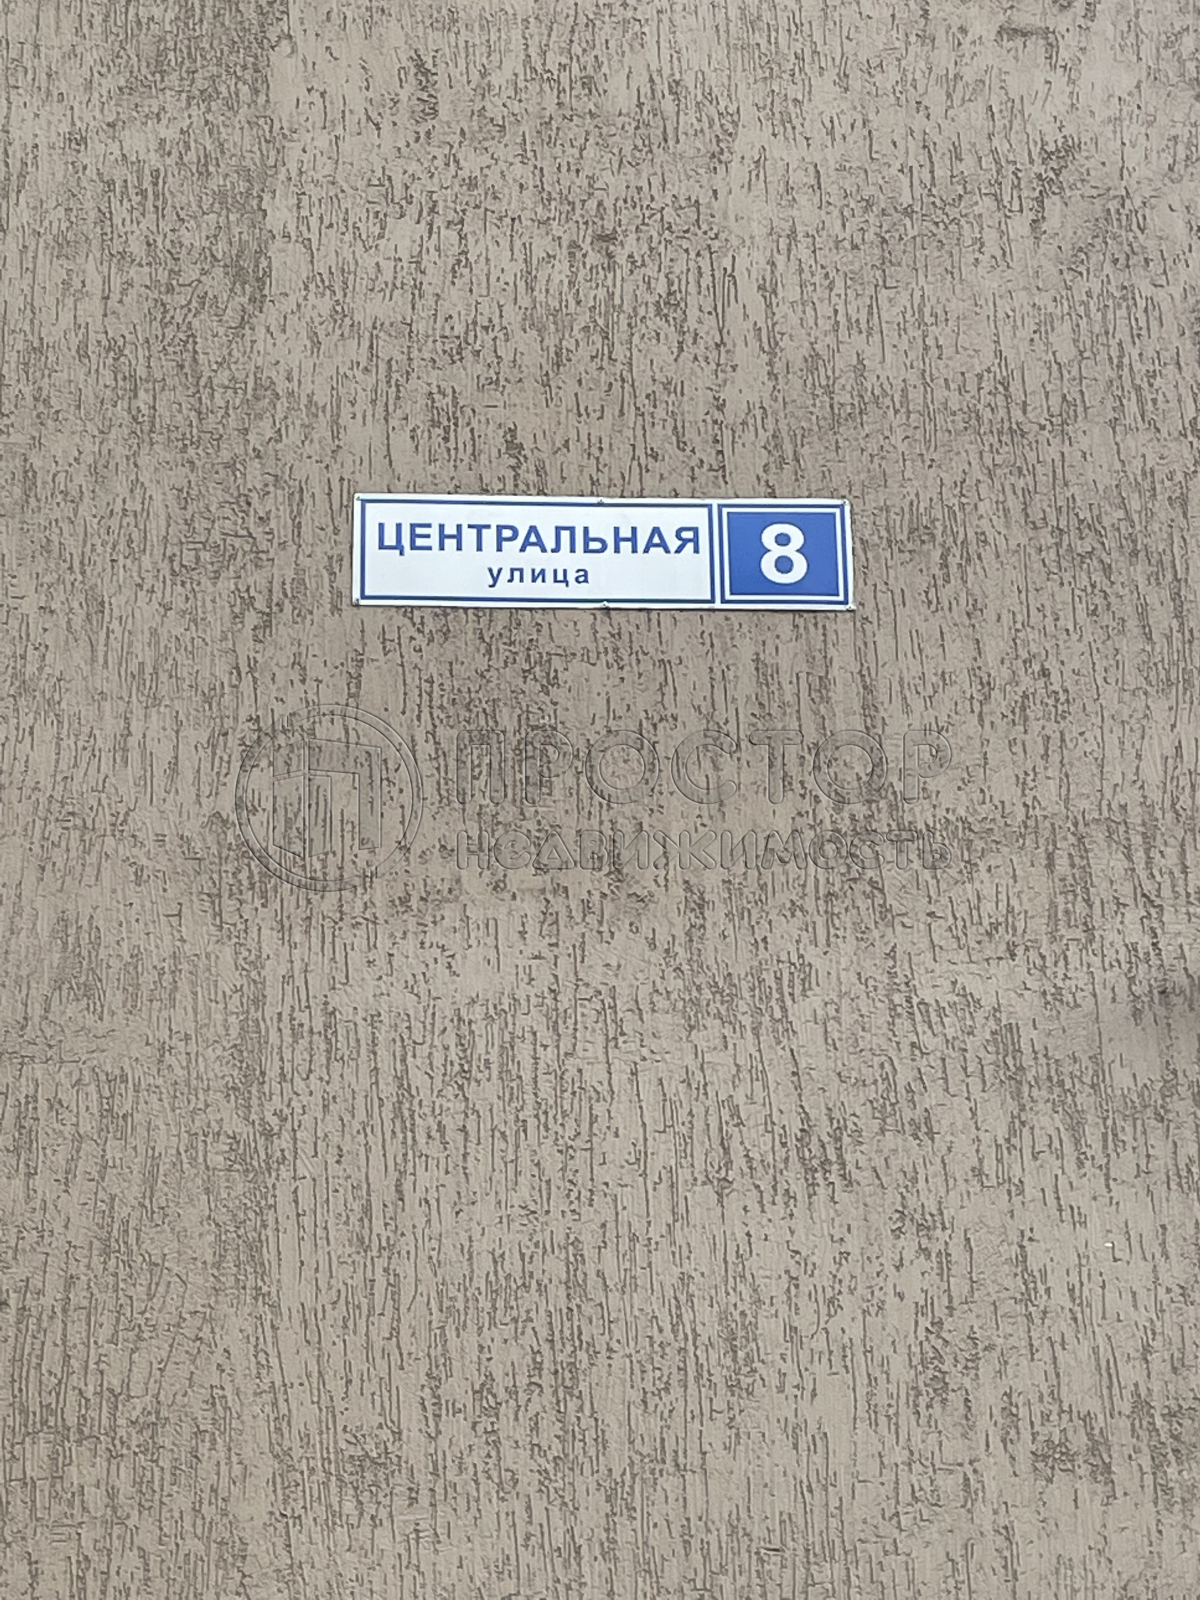 ЦЕНТРАЛЬНАЯ
улица
8
ПРОСТОР
НЕДВИЖИМОСТЬ